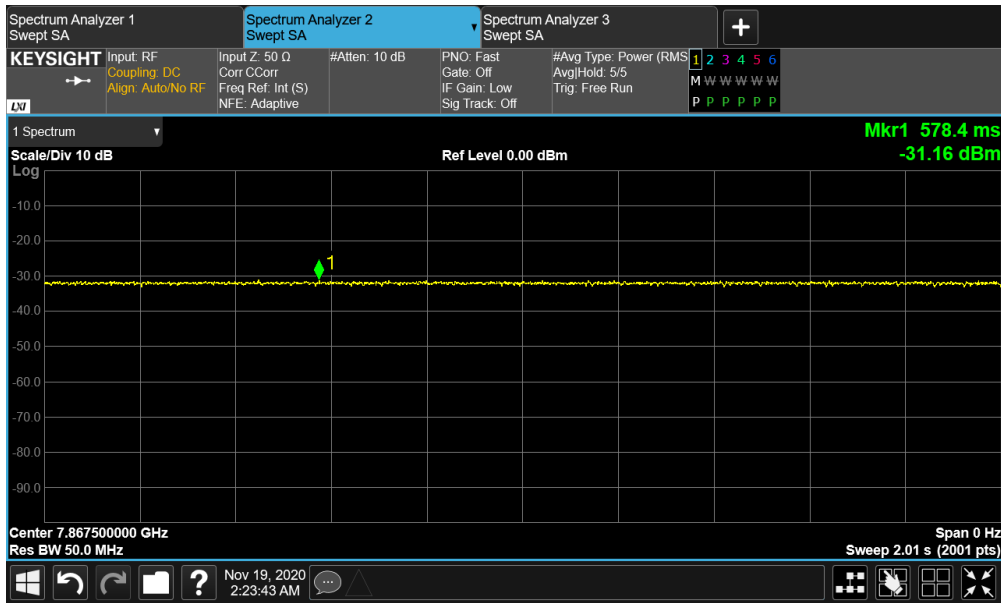 Spectrum Analyzer 1
Swept SA
Spectrum Analyzer 2
Swept SA
Spectrum Analyzer 3
Swept SA
KEYSIGHT
LXI
Input: RF
Coupling: DC
Align: Auto/No RF
Input Z: 50 Ω
Corr CCorr
Freq Ref: Int (S)
NFE: Adaptive
#Atten: 10 dB
PNO: Fast
Gate: Off
IF Gain: Low
Sig Track: Off
#Avg Type: Power (RMS
Avg|Hold: 5/5
Trig: Free Run
1 2 3 4 5 6
M W W W W W
P P P P P P
1 Spectrum
Scale/Div 10 dB
Log
Ref Level 0.00 dBm
Mkr1 578.4 ms
-31.16 dBm
-10.0
-20.0
1
-30.0
-40.0
-50.0
-60.0
-70.0
-80.0
-90.0
Center 7.867500000 GHz
Res BW 50.0 MHz
Span 0 Hz
Sweep 2.01 s (2001 pts)
?
Nov 19, 2020
2:23:43 AM